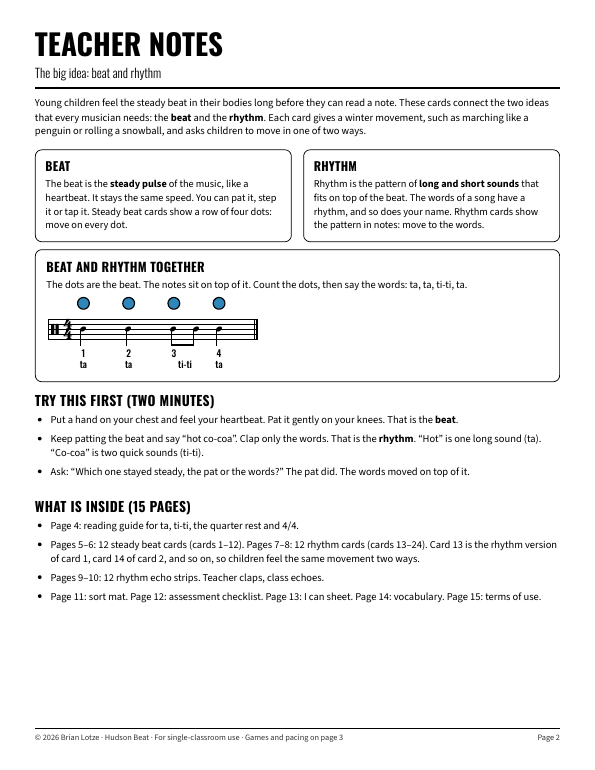 TEACHER NOTES
The big idea: beat and rhythm
Young children feel the steady beat in their bodies long before they can read a note. These cards connect the two ideas
that every musician needs: the beat and the rhythm. Each card gives a winter movement, such as marching like a
penguin or rolling a snowball, and asks children to move in one of two ways.
BEAT
The beat is the steady pulse of the music, like a
heartbeat. It stays the same speed. You can pat it, step
it or tap it. Steady beat cards show a row of four dots:
move on every dot.
RHYTHM
Rhythm is the pattern of long and short sounds that
fits on top of the beat. The words of a song have a
rhythm, and so does your name. Rhythm cards show
the pattern in notes: move to the words.
BEAT AND RHYTHM TOGETHER
The dots are the beat. The notes sit on top of it. Count the dots, then say the words: ta, ta, ti-ti, ta.
4
4
1 2 3 4
ta ta ti-ti ta
TRY THIS FIRST (TWO MINUTES)
• Put a hand on your chest and feel your heartbeat. Pat it gently on your knees. That is the beat.
• Keep patting the beat and say “hot co-coa”. Clap only the words. That is the rhythm. “Hot” is one long sound (ta).
“Co-coa” is two quick sounds (ti-ti).
• Ask: “Which one stayed steady, the pat or the words?” The pat did. The words moved on top of it.
WHAT IS INSIDE (15 PAGES)
• Page 4: reading guide for ta, ti-ti, the quarter rest and 4/4.
• Pages 5–6: 12 steady beat cards (cards 1–12). Pages 7–8: 12 rhythm cards (cards 13–24). Card 13 is the rhythm version
of card 1, card 14 of card 2, and so on, so children feel the same movement two ways.
• Pages 9–10: 12 rhythm echo strips. Teacher claps, class echoes.
• Page 11: sort mat. Page 12: assessment checklist. Page 13: I can sheet. Page 14: vocabulary. Page 15: terms of use.
© 2026 Brian Lotze · Hudson Beat · For single-classroom use · Games and pacing on page 3
Page 2